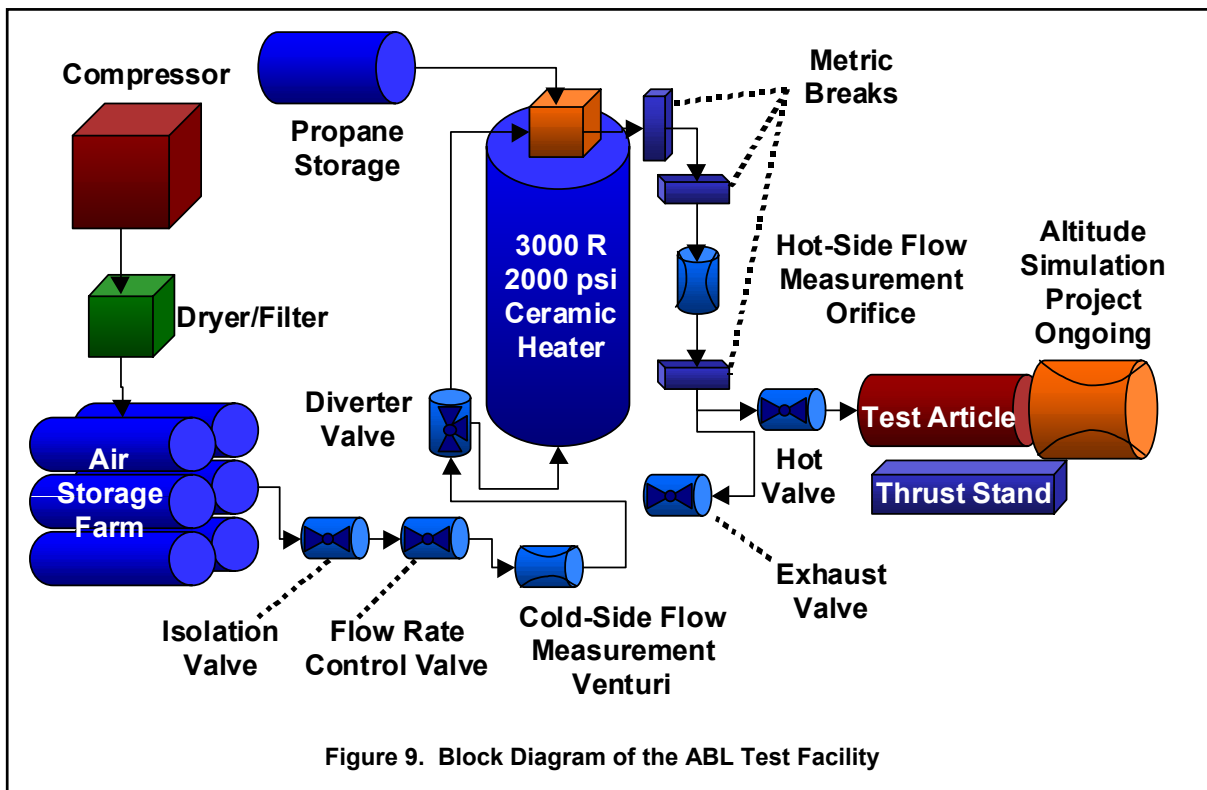 Compressor
Propane
Storage
Metric
Breaks
3000 R
2000 psi
Ceramic
Heater
Hot-Side Flow
Measurement
Orifice
Altitude
Simulation
Project
Ongoing
Dryer/Filter
Diverter
Valve
Air
Storage
Farm
Test Article
Hot
Valve
Thrust Stand
Exhaust
Valve
Isolation
Valve
Flow Rate
Control Valve
Cold-Side Flow
Measurement
Venturi
Figure 9. Block Diagram of the ABL Test Facility